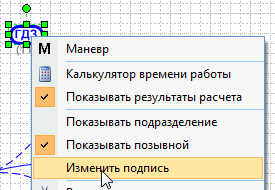 ГДЗ
М Маневр
Калькулятор времени работы
Показывать результаты расчета
Показывать подразделение
Показывать позывной
Изменить подпись